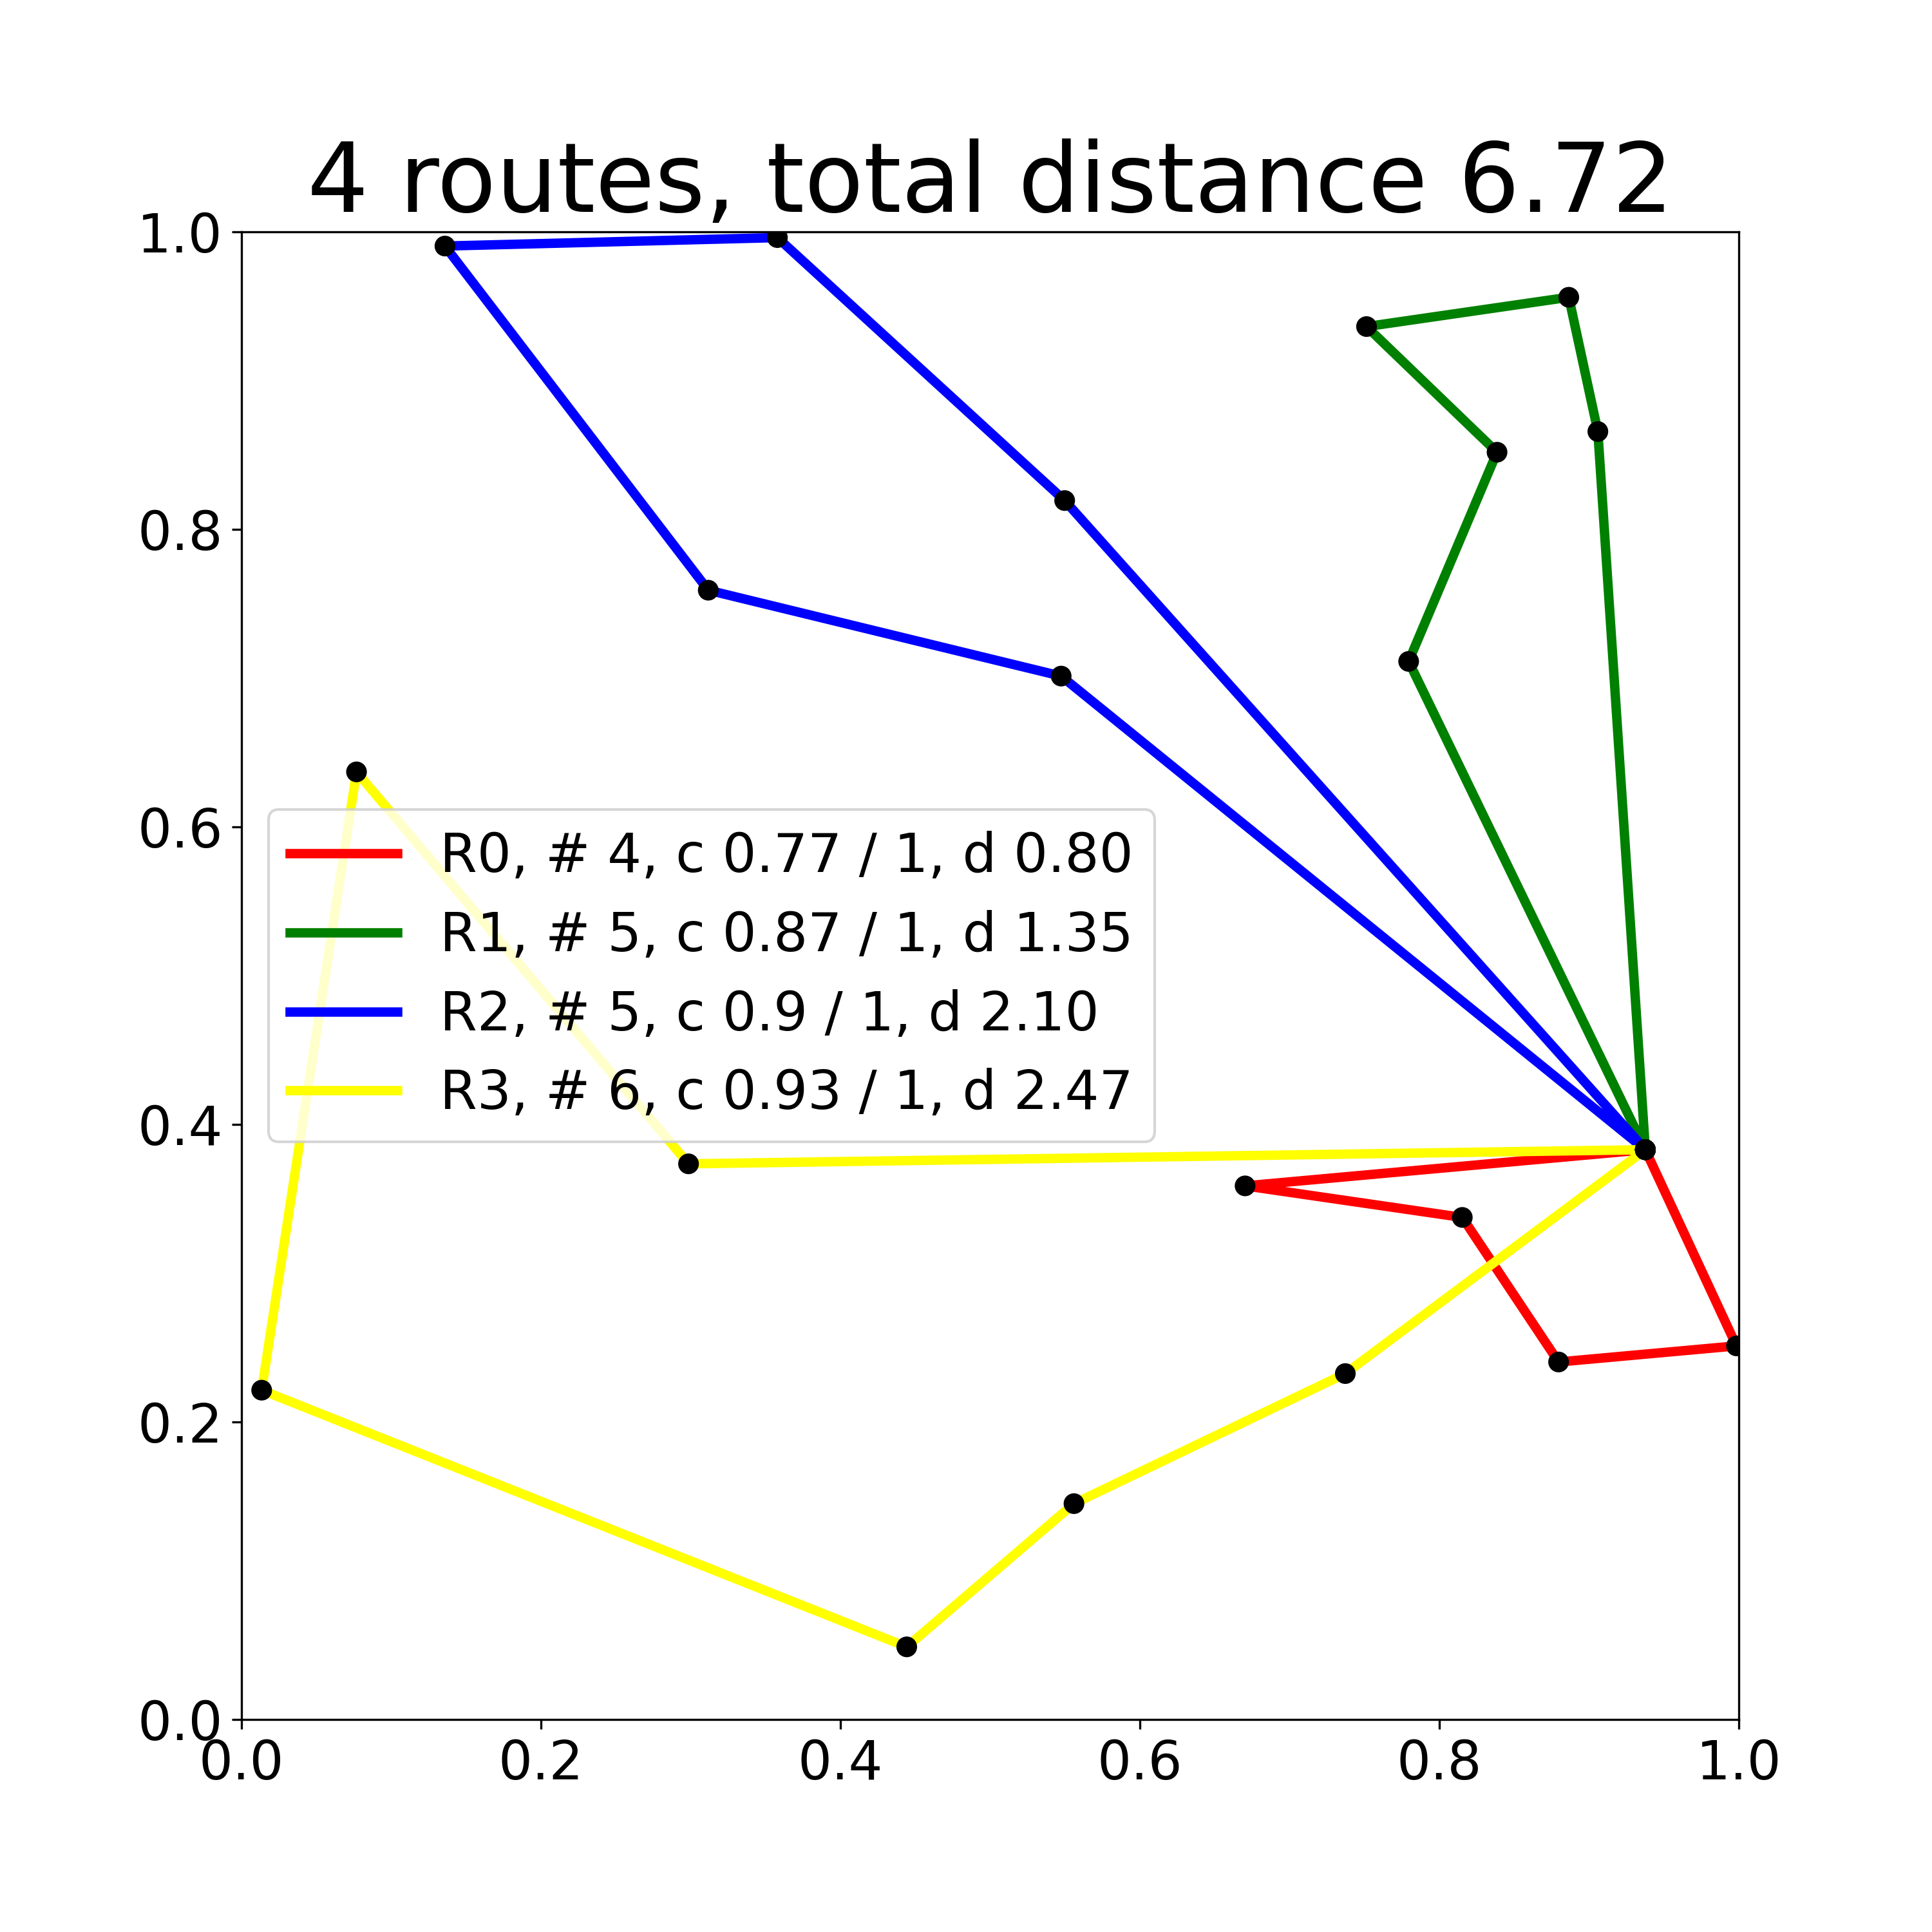 4 routes, total distance 6.72
1.0
0.8
0.6
0.4
0.2
0.0
R0, # 4, c 0.77 / 1, d 0.80
R1, # 5, c 0.87 / 1, d 1.35
R2, # 5, c 0.9 / 1, d 2.10
R3, # 6, c 0.93 / 1, d 2.47
0.0 0.2 0.4 0.6 0.8 1.0